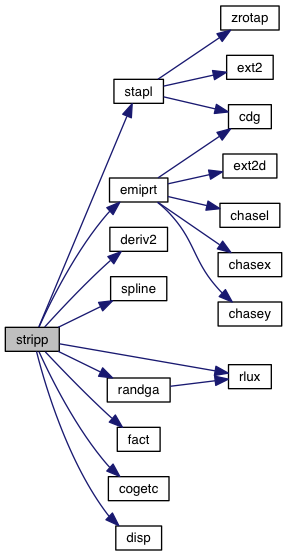 zrotap
stapl
ext2
cdg
ext2d
emiprt
chasel
deriv2
chasex
spline
chasey
stripp
rlux
randga
fact
cogetc
disp